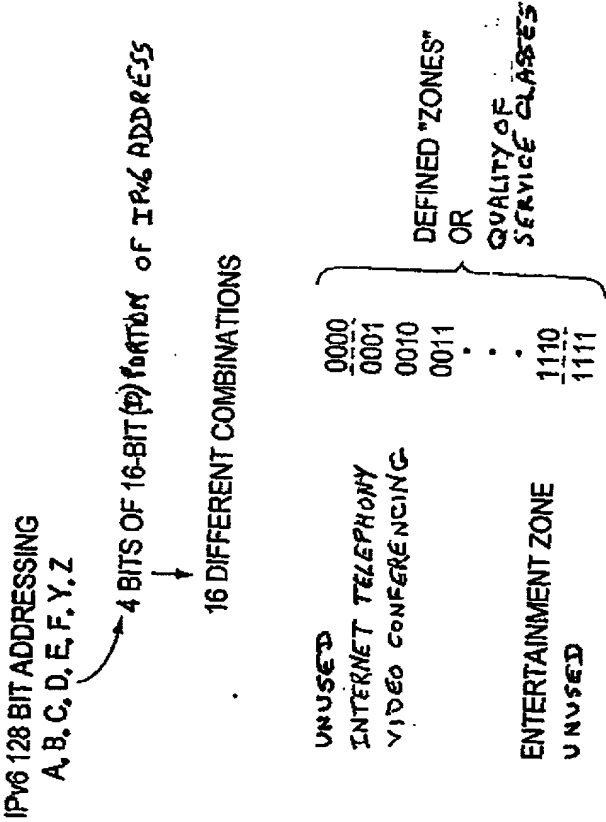 IPv6 128 BIT ADDRESSING
A, B, C, D, E, F, Y, Z
4 BITS OF 16-BIT(D) PORTION OF IPv6 ADDRESS
16 DIFFERENT COMBINATIONS
UNUSED 0000
INTERNET TELEPHONY 0001
VIDEO CONFERENCING 0010
0011
ENTERTAINMENT ZONE 1110
UNUSED 1111
DEFINED "ZONES"
OR
QUALITY OF
SERVICE CLASSES